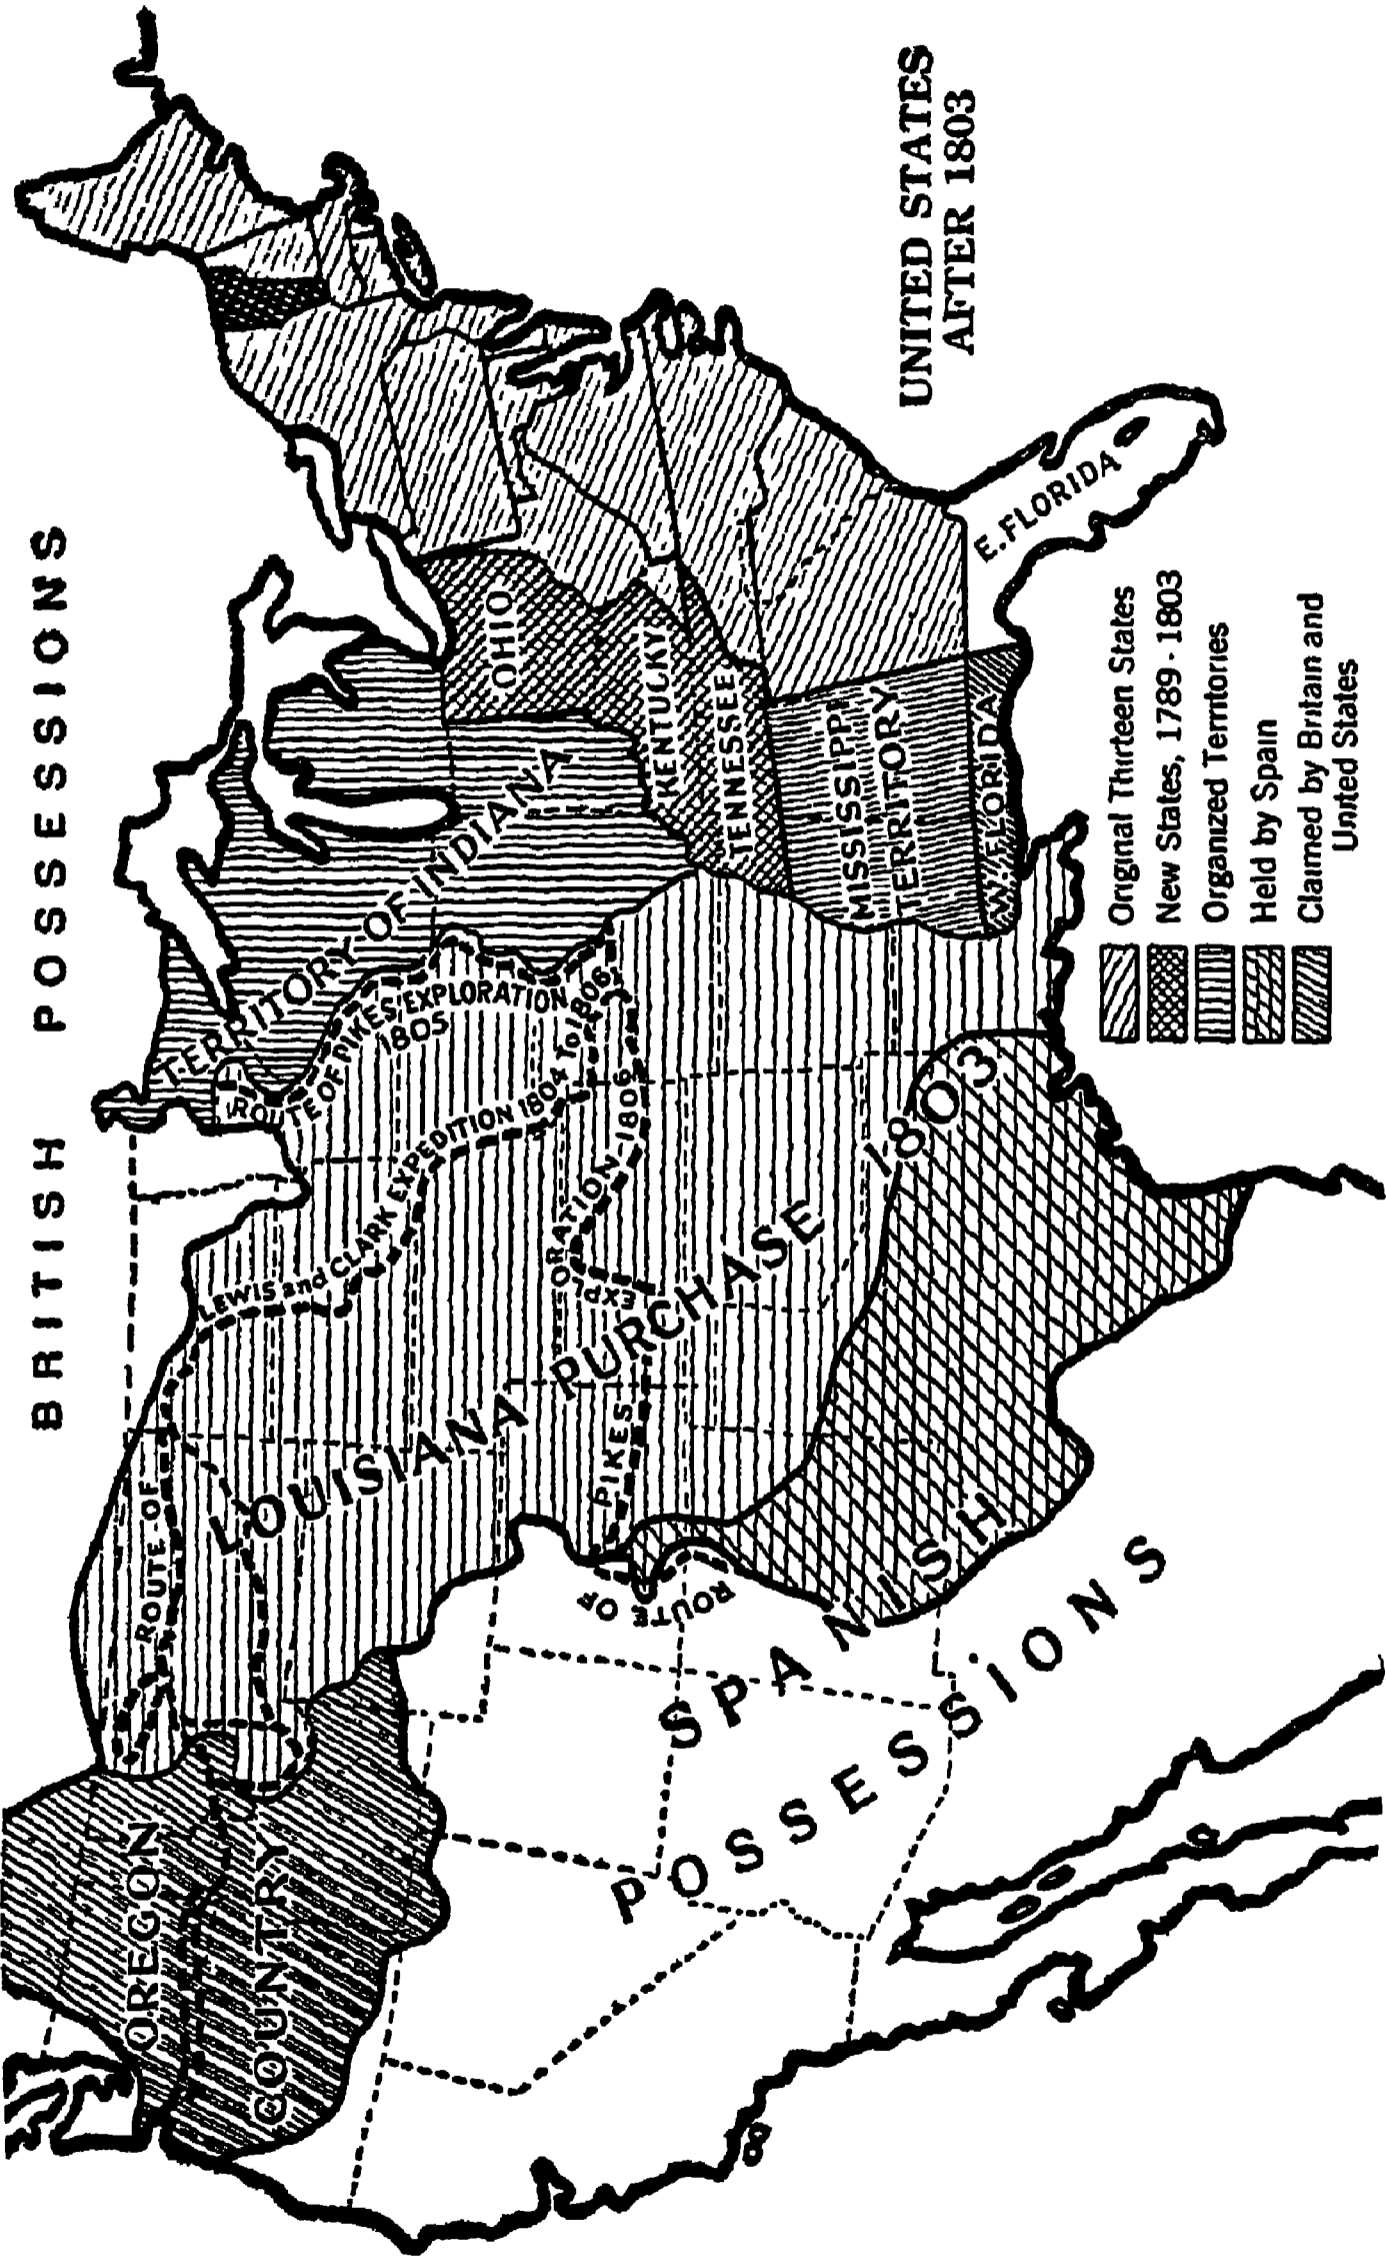 BRITISH POSSESSIONS
OREGON
COUNTRY
ROUTE OF
LEWIS and CLARK EXPEDITION 1804 To 1806
ROUTE OF PIKES EXPLORATION
1805
TERRITORY OF INDIANA
LOUISIANA PURCHASE 1803
PIKES EXPLORATION 1806
ROUTE OF
SPANISH
POSSESSIONS
OHIO
KENTUCKY
TENNESSEE
MISSISSIPPI
TERRITORY
W. FLORIDA
E. FLORIDA
UNITED STATES
AFTER 1803
Original Thirteen States
New States, 1789-1803
Organized Territories
Held by Spain
Claimed by Britain and
United States